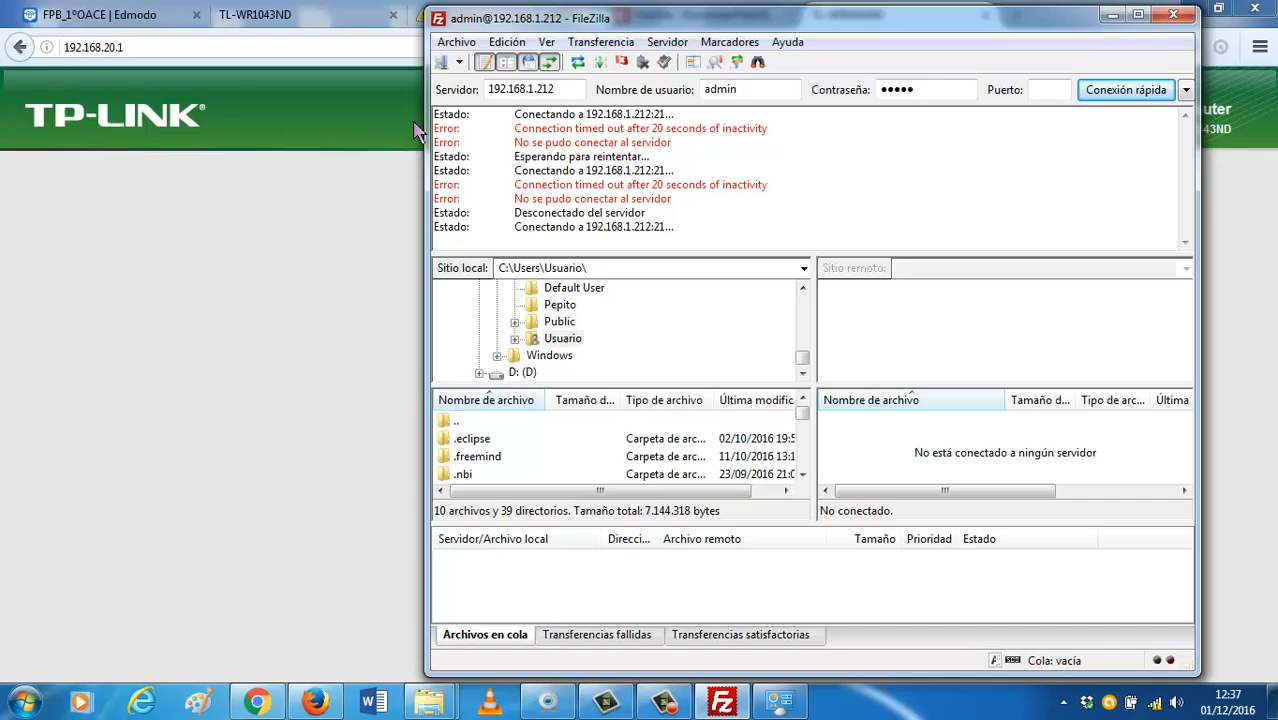 FPB_1ºOACE | Edmodo
TL-WR1043ND
192.168.20.1
TP-LINK
uter
43ND
admin@192.168.1.212 - FileZilla
Archivo Edición Ver Transferencia Servidor Marcadores Ayuda
Servidor: 192.168.1.212 Nombre de usuario: admin Contraseña: ●●●●● Puerto: Conexión rápida
Estado: Conectando a 192.168.1.212:21...
Error: Connection timed out after 20 seconds of inactivity
Error: No se pudo conectar al servidor
Estado: Esperando para reintentar...
Estado: Conectando a 192.168.1.212:21...
Error: Connection timed out after 20 seconds of inactivity
Error: No se pudo conectar al servidor
Estado: Desconectado del servidor
Estado: Conectando a 192.168.1.212:21...
Sitio local: C:\Users\Usuario\
Sitio remoto:
Default User
Pepito
Public
Usuario
Windows
D: (D)
Nombre de archivo Tamaño d... Tipo de archivo Última modific
..
.eclipse Carpeta de arc... 02/10/2016 19:5
.freemind Carpeta de arc... 11/10/2016 13:1
.nbi Carpeta de arc... 23/09/2016 21:0
10 archivos y 39 directorios. Tamaño total: 7.144.318 bytes
Nombre de archivo Tamaño d... Tipo de arc... Última
No está conectado a ningún servidor
No conectado.
Servidor/Archivo local Direcci... Archivo remoto Tamaño Prioridad Estado
Archivos en cola Transferencias fallidas Transferencias satisfactorias
Cola: vacía
12:37
01/12/2016